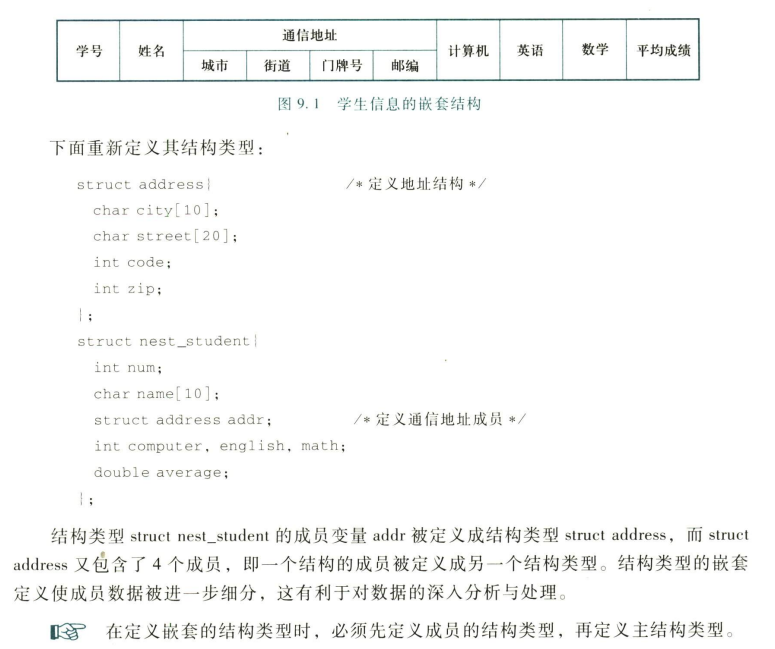 学号 姓名 通信地址 计算机 英语 数学 平均成绩
城市 街道 门牌号 邮编
图 9.1 学生信息的嵌套结构
下面重新定义其结构类型：
struct address{ /* 定义地址结构 */
char city[10];
char street[20];
int code;
int zip;
};
struct nest_student{
int num;
char name[10];
struct address addr; /* 定义通信地址成员 */
int computer, english, math;
double average;
};
结构类型 struct nest_student 的成员变量 addr 被定义成结构类型 struct address，而 struct
address 又包含了 4 个成员，即一个结构的成员被定义成另一个结构类型。结构类型的嵌套
定义使成员数据被进一步细分，这有利于对数据的深入分析与处理。
在定义嵌套的结构类型时，必须先定义成员的结构类型，再定义主结构类型。